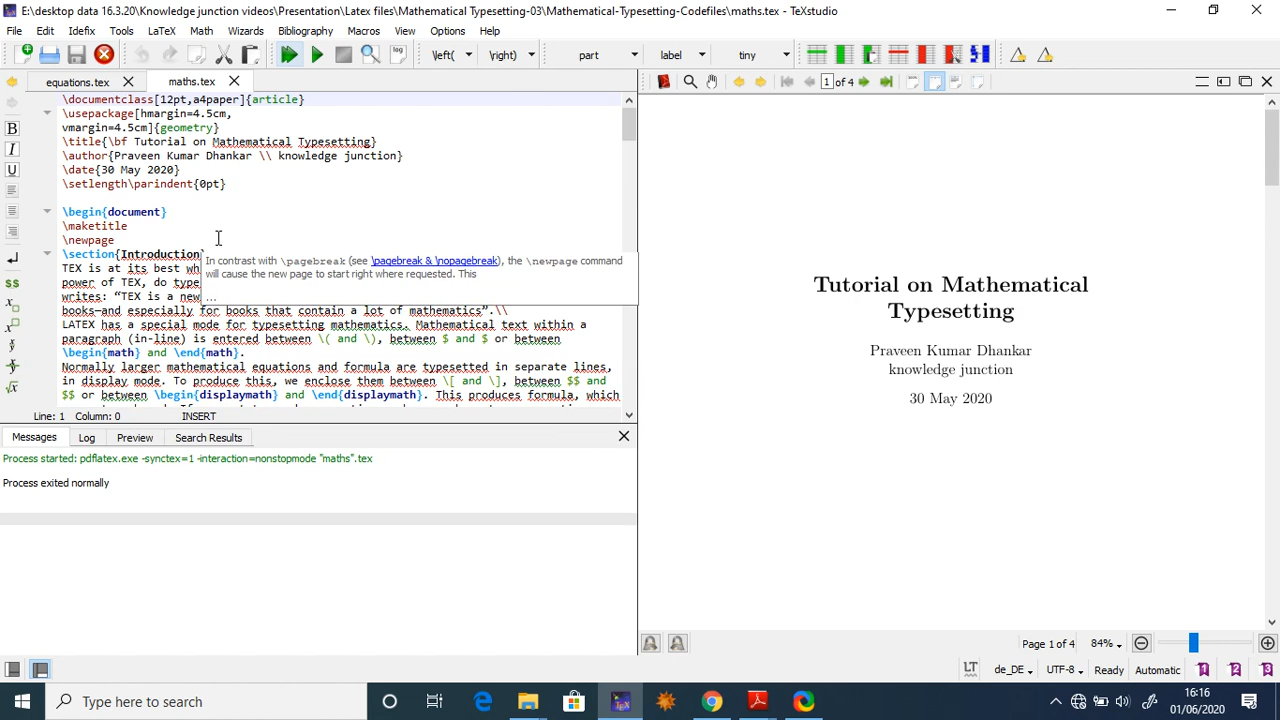 E:\desktop data 16.3.20\Knowledge junction videos\Presentation\Latex files\Mathematical Typesetting-03\Mathematical-Typesetting-Codefiles\maths.tex - TeXstudio
File Edit Idefix Tools LaTeX Math Wizards Bibliography Macros View Options Help
log \left( \right) part label tiny
equations.tex maths.tex
1 of 4
\documentclass[12pt,a4paper]{article}
\usepackage[hmargin=4.5cm,
vmargin=4.5cm]{geometry}
\title{\bf Tutorial on Mathematical Typesetting}
\author{Praveen Kumar Dhankar \\ knowledge junction}
\date{30 May 2020}
\setlength\parindent{0pt}
\begin{document}
\maketitle
\newpage
\section{Introduction}
In contrast with \pagebreak (see \pagebreak & \nopagebreak), the \newpage command
will cause the new page to start right where requested. This
...
TEX is at its best wh
power of TEX, do type
writes: “TEX is a new
books—and especially for books that contain a lot of mathematics”.\\
LATEX has a special mode for typesetting mathematics. Mathematical text within a
paragraph (in-line) is entered between \( and \), between $ and $ or between
\begin{math} and \end{math}.
Normally larger mathematical equations and formula are typesetted in separate lines,
in display mode. To produce this, we enclose them between \[ and \], between $$ and
$$ or between \begin{displaymath} and \end{displaymath}. This produces formula, which
Line: 1 Column: 0 INSERT
Messages Log Preview Search Results
Process started: pdflatex.exe -synctex=1 -interaction=nonstopmode "maths".tex
Process exited normally
Tutorial on Mathematical
Typesetting
Praveen Kumar Dhankar
knowledge junction
30 May 2020
Page 1 of 4 84%
LT de_DE UTF-8 Ready Automatic 1 2 3
Type here to search
16:16
01/06/2020